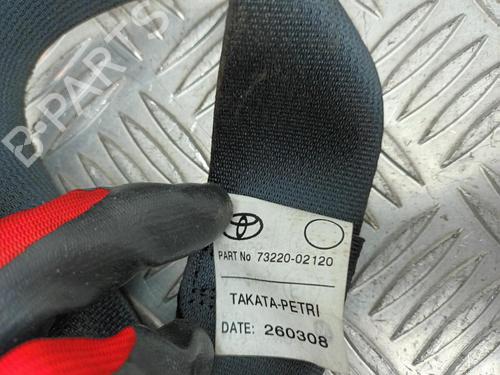 B-PARTS
PART No 73220-02120
TAKATA-PETRI
DATE: 260308